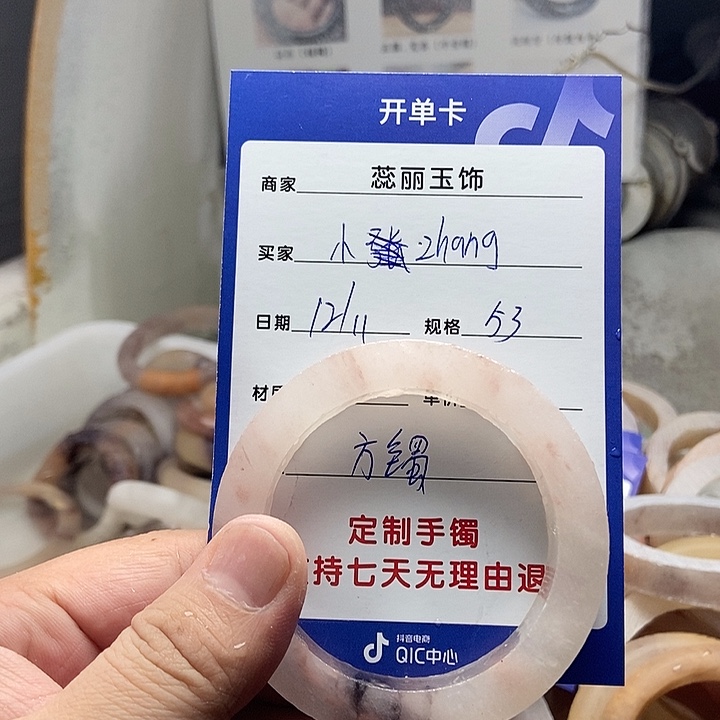 开单卡
商家 蕊丽玉饰
买家 小 zhang
日期 12/11 规格 53
方镯
定制手镯
持七天无理由退
抖音电商
QIC中心